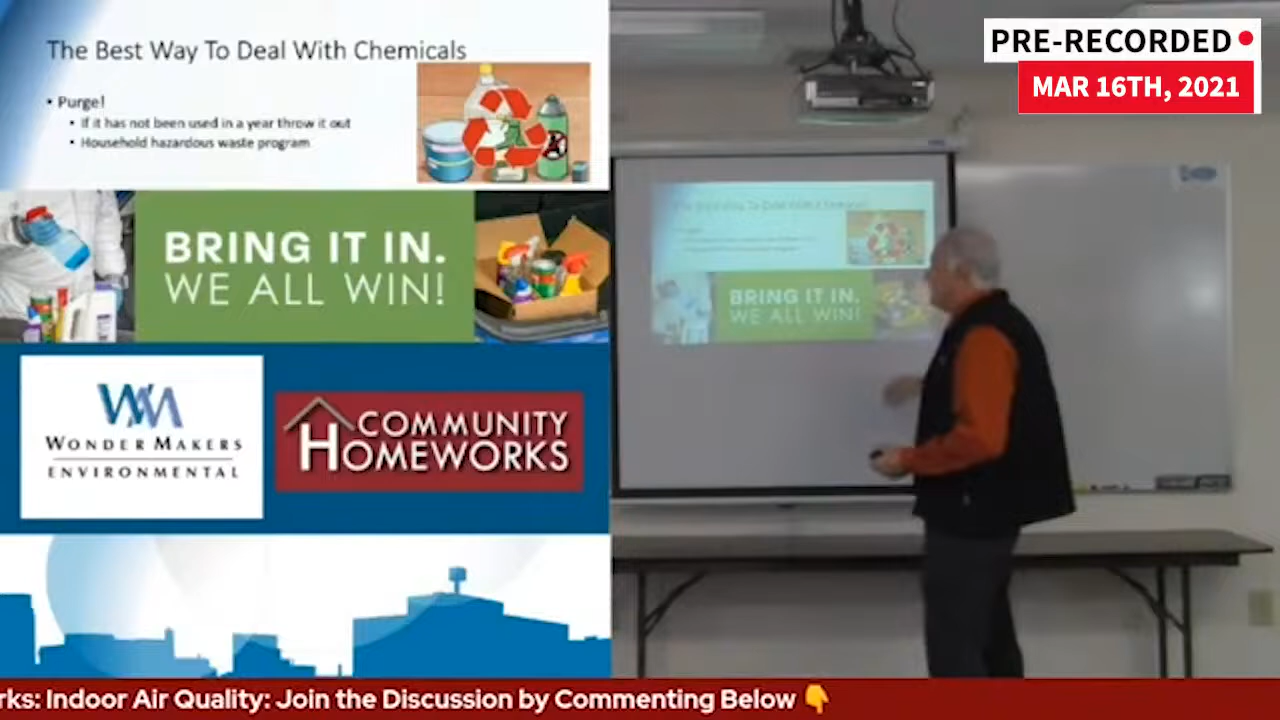 The Best Way To Deal With Chemicals
• Purge!
• If it has not been used in a year throw it out
• Household hazardous waste program
BRING IT IN.
WE ALL WIN!
WM
WONDER MAKERS
ENVIRONMENTAL
COMMUNITY
HOMEWORKS
PRE-RECORDED
MAR 16TH, 2021
BRING IT IN.
WE ALL WIN!
rks: Indoor Air Quality: Join the Discussion by Commenting Below 👇